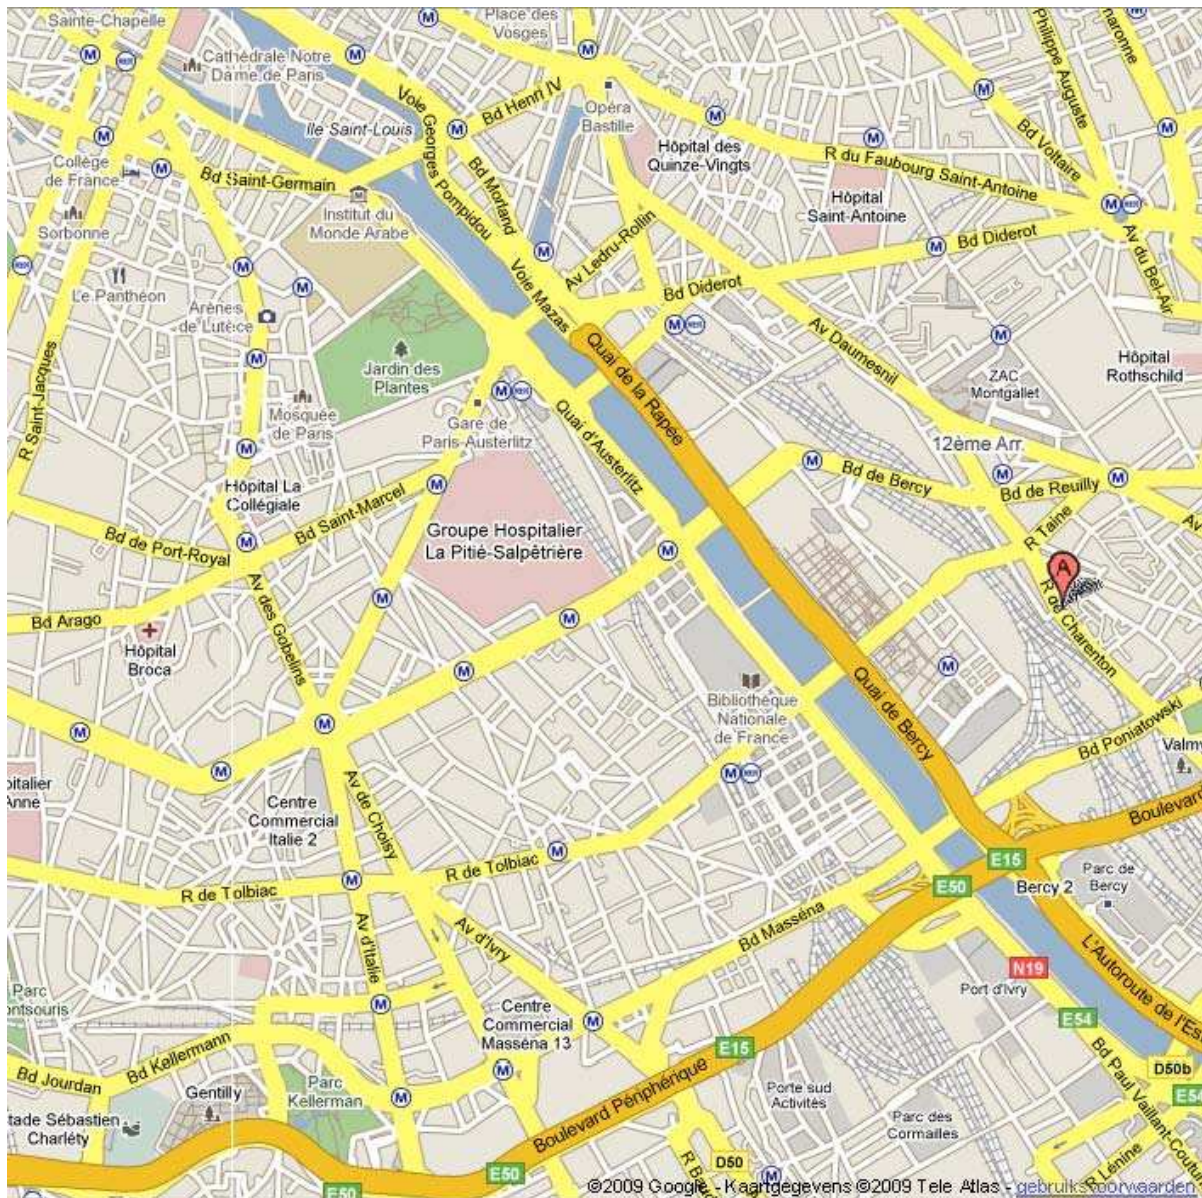 Sainte-Chapelle
Cathédrale Notre
Dame de Paris
Place des
Vosges
Bd Henri IV
Opéra
Bastille
Philippe Auguste
Bd Voltaire
Ile Saint-Louis
Voie Georges Pompidou
Bd Morland
Hôpital des
Quinze-Vingts
R du Faubourg Saint-Antoine
Collège
de France
Bd Saint-Germain
Institut du
Monde Arabe
Hôpital
Saint-Antoine
Sorbonne
Bd Diderot
Av du Bel-Air
Av Ledru-Rollin
Voie Mazas
Bd Diderot
Le Panthéon
Arènes
de Lutèce
Av Daumesnil
Quai de la Rapée
Jardin des
Plantes
ZAC
Montgallet
Hôpital
Rothschild
R Saint-Jacques
Mosquée
de Paris
Gare de
Paris-Austerlitz
Quai d'Austerlitz
12ème Arr.
Bd de Bercy
Bd de Reuilly
Hôpital La
Collégiale
Bd Saint-Marcel
Bd de Port-Royal
Groupe Hospitalier
La Pitié-Salpêtrière
R Taine
A
R de Charenton
Bd Arago
Av des Gobelins
Hôpital
Broca
Quai de Bercy
Bibliothèque
Nationale
de France
Bd Poniatowski
Valmy
pitalier
Anne
Centre
Commercial
Italie 2
Av de Choisy
Boulevard
R de Tolbiac
R de Tolbiac
E15
E50
Bercy 2
Parc de
Bercy
Av d'Italie
Av d'Ivry
Bd Masséna
L'Autoroute de l'Est
N19
Port d'Ivry
Parc
ontsouris
Centre
Commercial
Masséna 13
E54
E15
Bd Kellermann
Bd Jourdan
Gentilly
Parc
Kellerman
Boulevard Périphérique
Porte sud
Activités
Bd Paul Vaillant-Coutu
D50b
E54
tade Sébastien
Charléty
Parc des
Cormailles
R Lénine
D50
E50
E50
©2009 Google - Kaartgegevens ©2009 Tele Atlas - gebruiksvoorwaarden